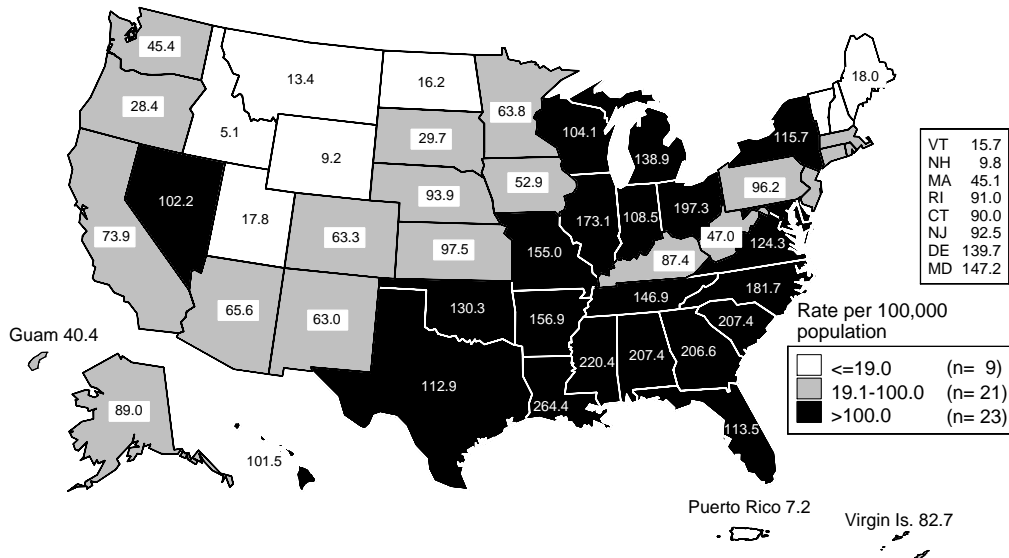 45.4
18.0
13.4
16.2
63.8
28.4
104.1
115.7
5.1
29.7
138.9
9.2
96.2
52.9
93.9
102.2
197.3
17.8
173.1
108.5
47.0
73.9
63.3
97.5
155.0
87.4
124.3
146.9
181.7
65.6
63.0
130.3
156.9
207.4
220.4
207.4
206.6
112.9
264.4
113.5
VT 15.7
NH 9.8
MA 45.1
RI 91.0
CT 90.0
NJ 92.5
DE 139.7
MD 147.2
Rate per 100,000
population
<=19.0 (n= 9)
19.1-100.0 (n= 21)
>100.0 (n= 23)
Guam 40.4
89.0
101.5
Puerto Rico 7.2
Virgin Is. 82.7